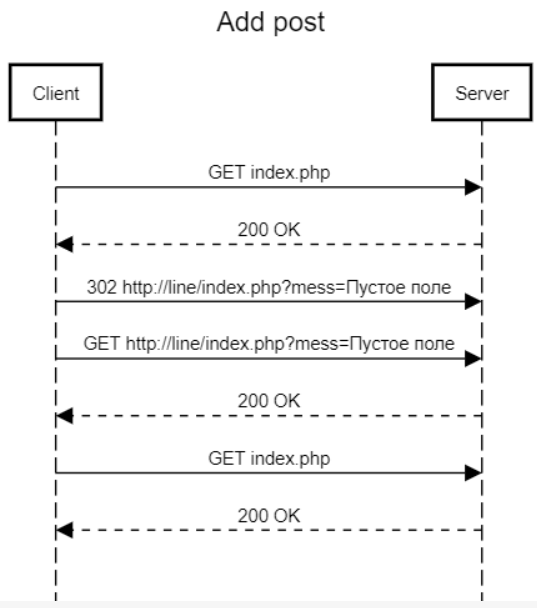 Add post
Client
Server
GET index.php
200 OK
302 http://line/index.php?mess=Пустое поле
GET http://line/index.php?mess=Пустое поле
200 OK
GET index.php
200 OK